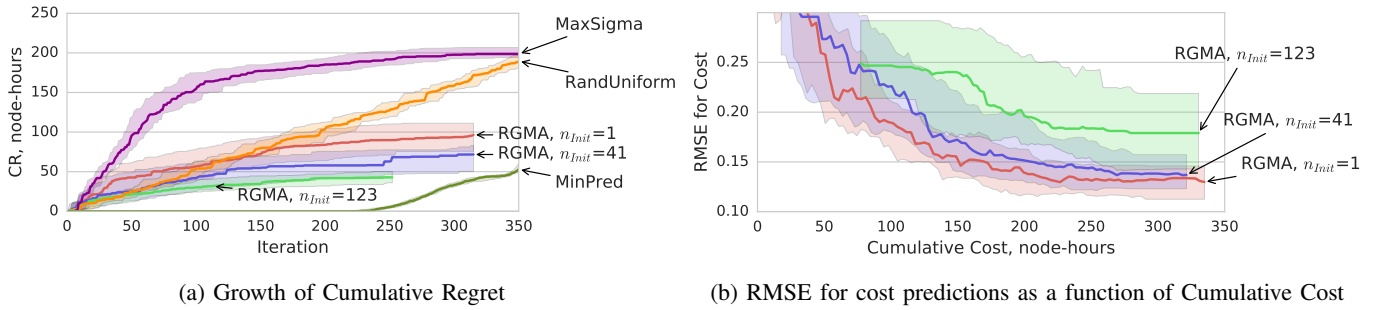 250
200
150
100
50
0
CR, node-hours
0 50 100 150 200 250 300 350
Iteration
MaxSigma
RandUniform
RGMA, nInit=1
RGMA, nInit=41
MinPred
RGMA, nInit=123
(a) Growth of Cumulative Regret
0.25
0.20
0.15
0.10
RMSE for Cost
0 50 100 150 200 250 300 350
Cumulative Cost, node-hours
RGMA, nInit=123
RGMA, nInit=41
RGMA, nInit=1
(b) RMSE for cost predictions as a function of Cumulative Cost